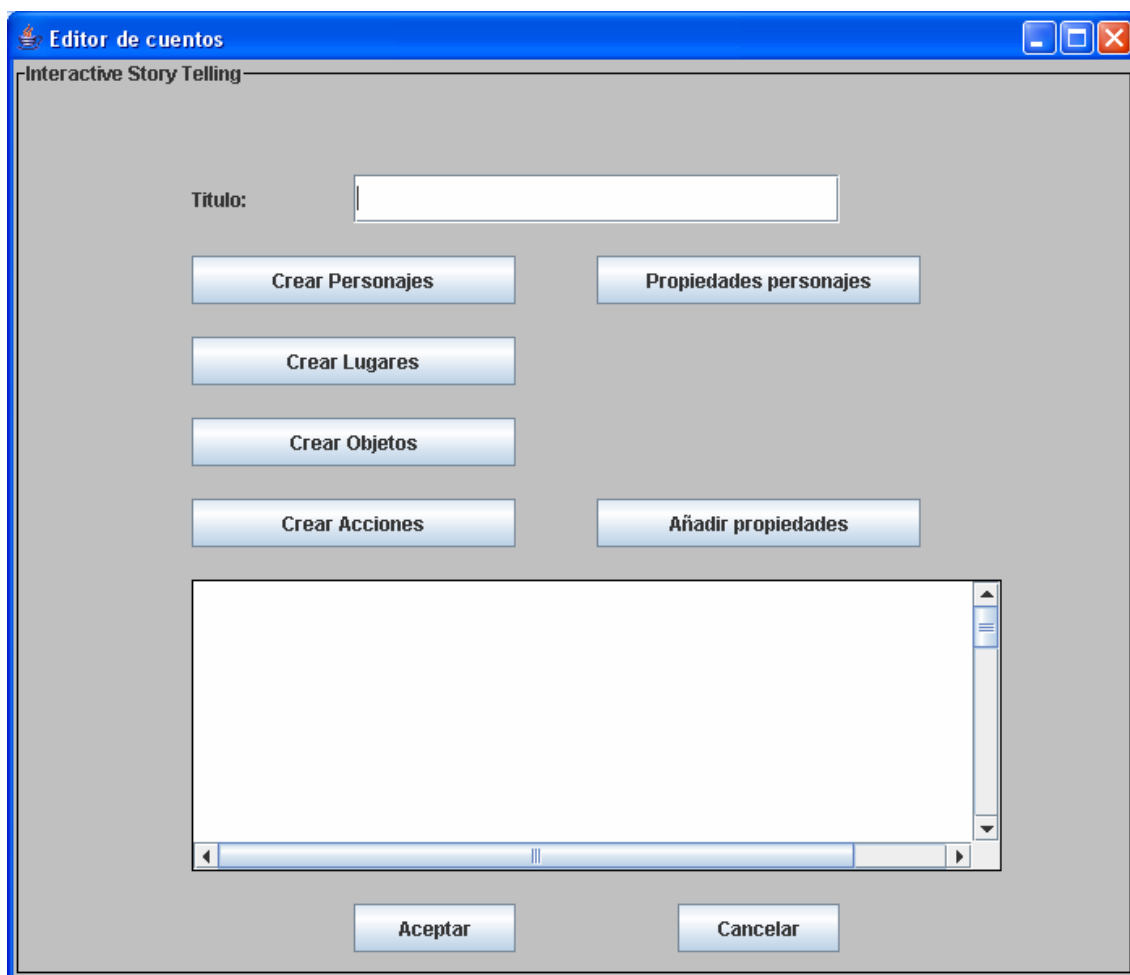 Editor de cuentos
Interactive Story Telling
Titulo:
Crear Personajes
Propiedades personajes
Crear Lugares
Crear Objetos
Crear Acciones
Añadir propiedades
Aceptar
Cancelar